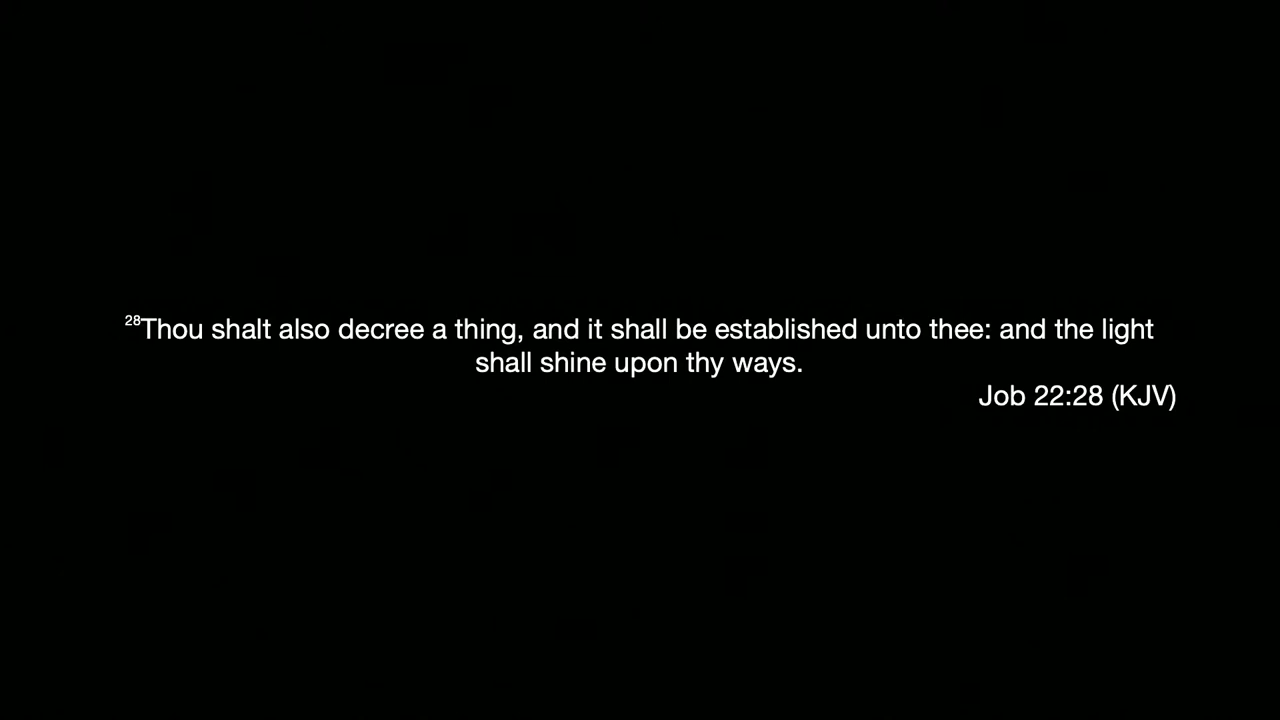 28Thou shalt also decree a thing, and it shall be established unto thee: and the light
shall shine upon thy ways.
Job 22:28 (KJV)